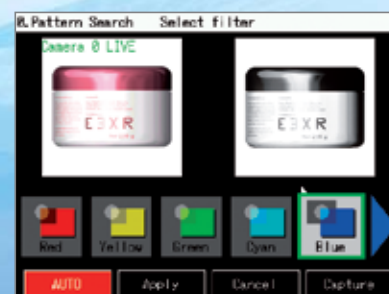 0.Pattern Search Select filter
Camera 0 LIVE
E3XR E3XR
Red Yellow Green Cyan Blue
AUTO Apply Cancel Capture